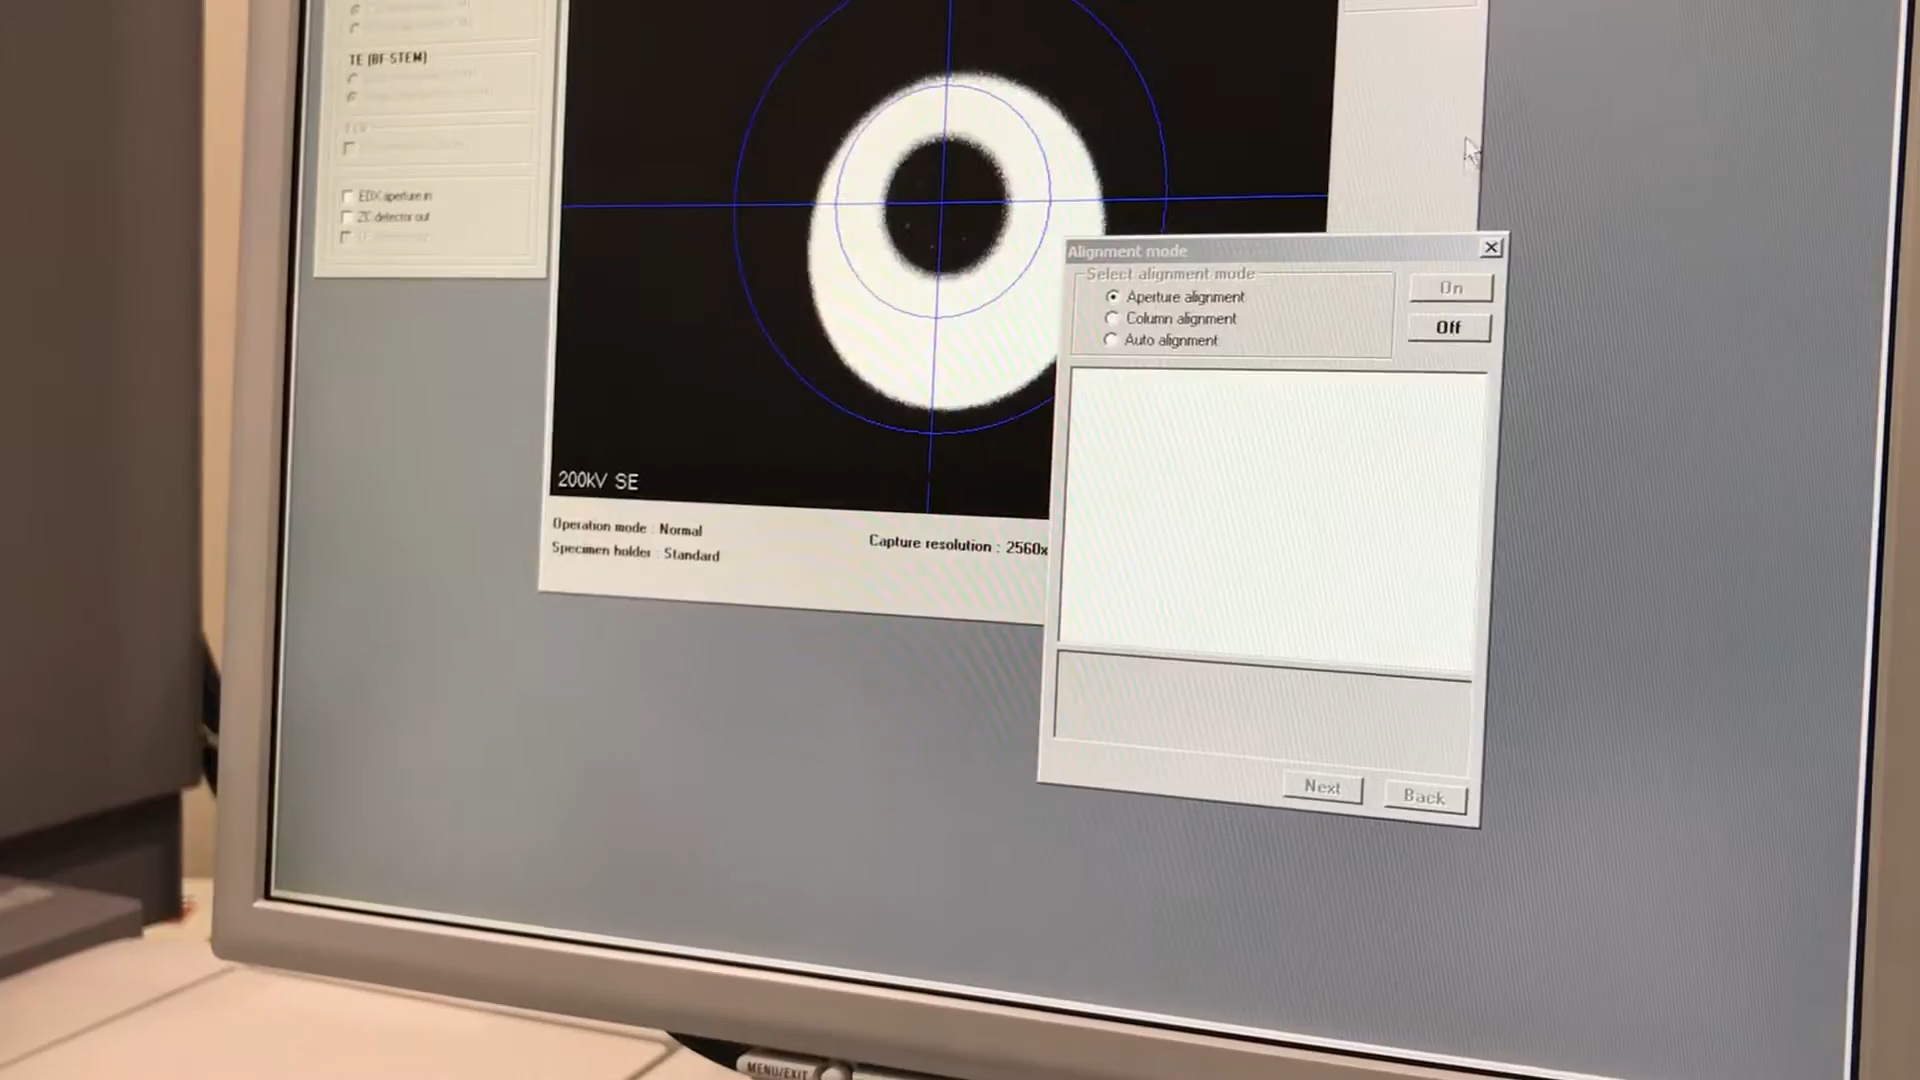 TE (BF-STEM)
EDX aperture in
ZC detector out
200kV SE
Operation mode : Normal
Specimen holder : Standard
Capture resolution : 2560x
Alignment mode
Select alignment mode
Aperture alignment
Column alignment
Auto alignment
On
Off
Next
Back
MENU/EXIT